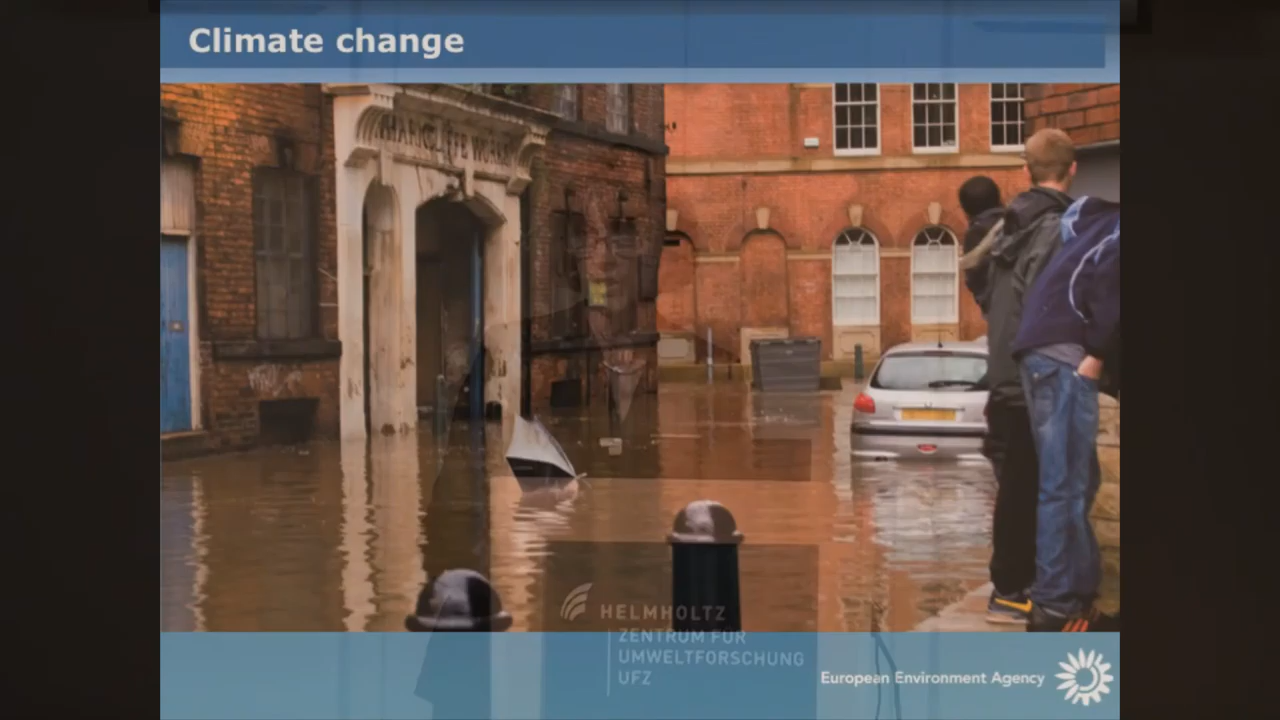 Climate change
HELMHOLTZ
ZENTRUM FÜR
UMWELTFORSCHUNG
UFZ
European Environment Agency